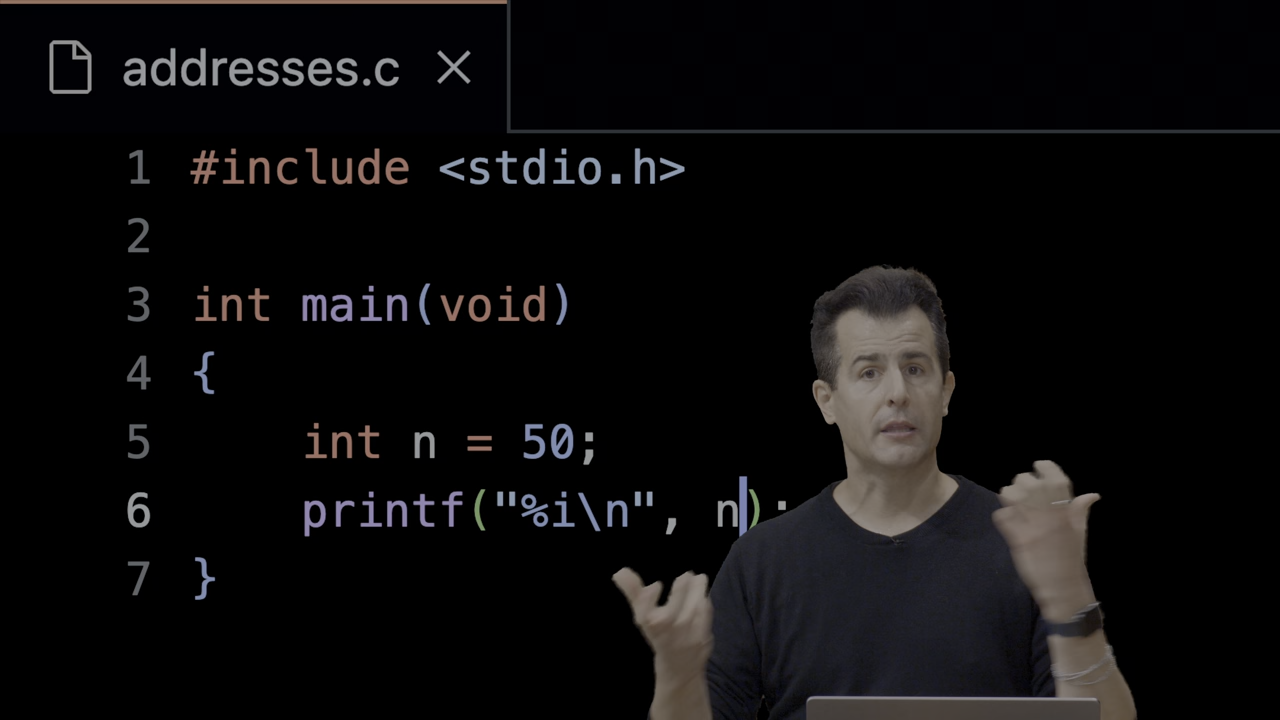 addresses.c
1 #include <stdio.h>
2
3 int main(void)
4 {
5     int n = 50;
6     printf("%i\n", n);
7 }